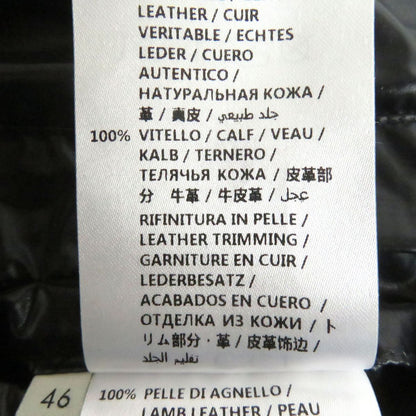 LEATHER / CUIR
VERITABLE / ECHTES
LEDER / CUERO
AUTENTICO /
НАТУРАЛЬНАЯ КОЖА /
革 / 真皮 / جلد طبيعي
100% VITELLO / CALF / VEAU /
KALB / TERNERO /
ТЕЛЯЧЬЯ КОЖА / 皮革部
分 牛革 / 牛皮革 / عجل
RIFINITURA IN PELLE /
LEATHER TRIMMING /
GARNITURE EN CUIR /
LEDERBESATZ /
ACABADOS EN CUERO /
ОТДЕЛКА ИЗ КОЖИ / ト
リム部分・革 / 皮革饰边 /
تقليم الجلد
46
100% PELLE DI AGNELLO /
LAMB LEATHER / PEAU